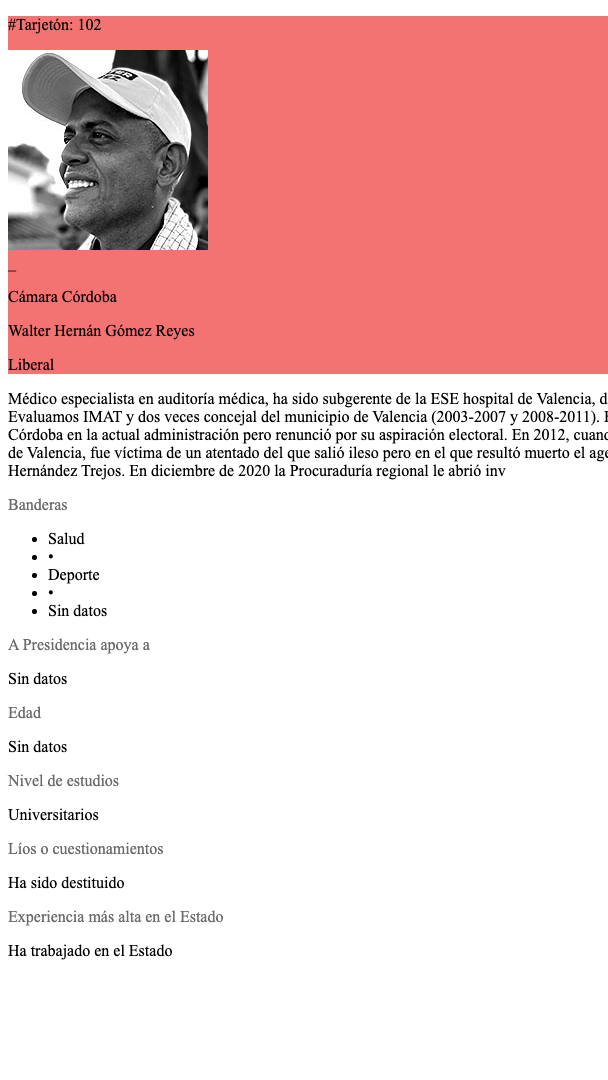 #Tarjetón: 102
_
Cámara Córdoba
Walter Hernán Gómez Reyes
Liberal
Médico especialista en auditoría médica, ha sido subgerente de la ESE hospital de Valencia, d
Evaluamos IMAT y dos veces concejal del municipio de Valencia (2003-2007 y 2008-2011).
Córdoba en la actual administración pero renunció por su aspiración electoral. En 2012, cuand
de Valencia, fue víctima de un atentado del que salió ileso pero en el que resultó muerto el age
Hernández Trejos. En diciembre de 2020 la Procuraduría regional le abrió inv
Banderas
• Salud
• •
• Deporte
• •
• Sin datos
A Presidencia apoya a
Sin datos
Edad
Sin datos
Nivel de estudios
Universitarios
Líos o cuestionamientos
Ha sido destituido
Experiencia más alta en el Estado
Ha trabajado en el Estado